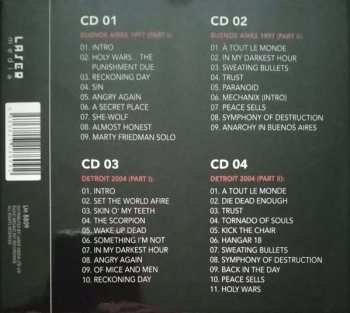 LASER
media
CD 01
BUENOS AIRES 1997 (PART I):
01. INTRO
02. HOLY WARS... THE
PUNISHMENT DUE
03. RECKONING DAY
04. SIN
05. ANGRY AGAIN
06. A SECRET PLACE
07. SHE-WOLF
08. ALMOST HONEST
09. MARTY FRIEDMAN SOLO
CD 02
BUENOS AIRES 1997 (PART II):
01. À TOUT LE MONDE
02. IN MY DARKEST HOUR
03. SWEATING BULLETS
04. TRUST
05. PARANOID
06. MECHANIX (INTRO)
07. PEACE SELLS
08. SYMPHONY OF DESTRUCTION
09. ANARCHY IN BUENOS AIRES
CD 03
DETROIT 2004 (PART I):
01. INTRO
02. SET THE WORLD AFIRE
03. SKIN O' MY TEETH
04. THE SCORPION
05. WAKE-UP DEAD
06. SOMETHING I'M NOT
07. IN MY DARKEST HOUR
08. ANGRY AGAIN
09. OF MICE AND MEN
10. RECKONING DAY
CD 04
DETROIT 2004 (PART II):
01. A TOUT LE MONDE
02. DIE DEAD ENOUGH
03. TRUST
04. TORNADO OF SOULS
05. KICK THE CHAIR
06. HANGAR 18
07. SWEATING BULLETS
08. SYMPHONY OF DESTRUCTION
09. BACK IN THE DAY
10. PEACE SELLS
11. HOLY WARS